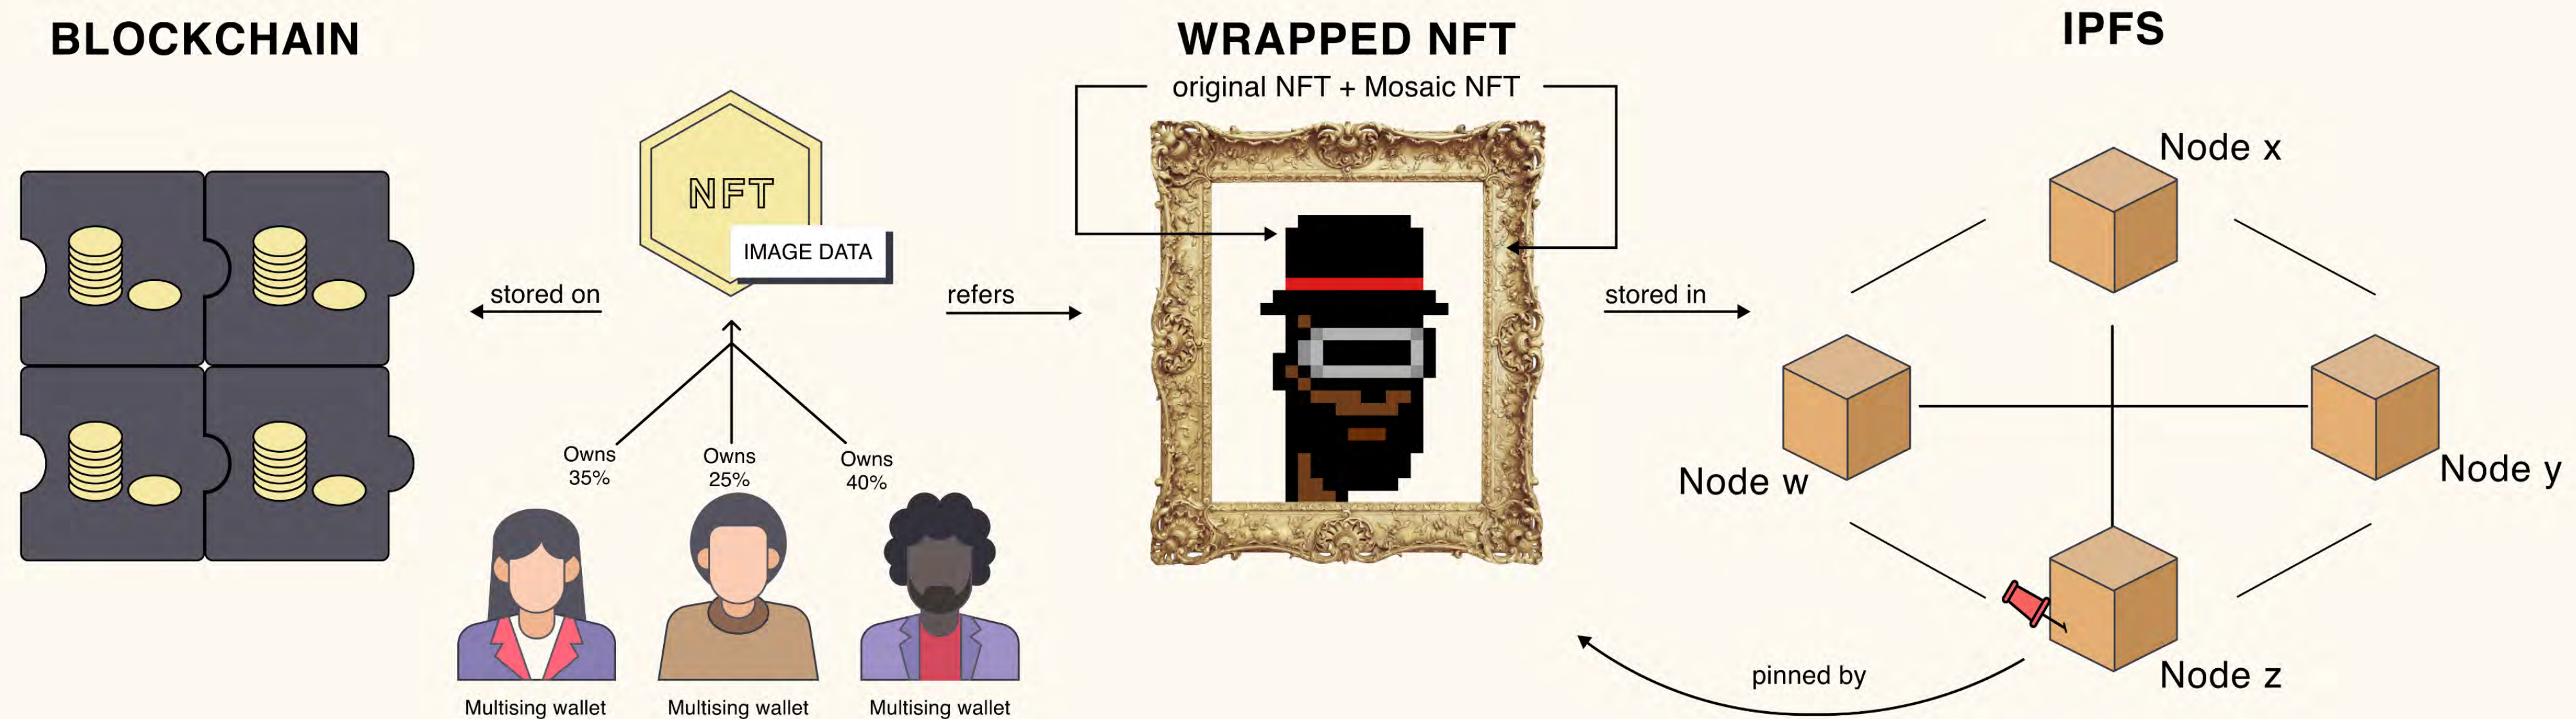 BLOCKCHAIN
stored on
NFT
IMAGE DATA
Owns
35%
Owns
25%
Owns
40%
Multising wallet
Multising wallet
Multising wallet
refers
WRAPPED NFT
original NFT + Mosaic NFT
stored in
IPFS
Node x
Node w
Node y
Node z
pinned by